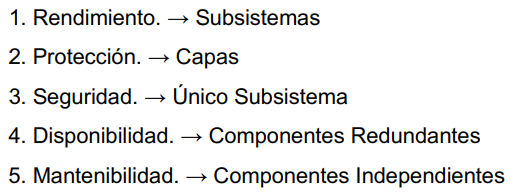 1. Rendimiento. → Subsistemas
2. Protección. → Capas
3. Seguridad. → Único Subsistema
4. Disponibilidad. → Componentes Redundantes
5. Mantenibilidad. → Componentes Independientes